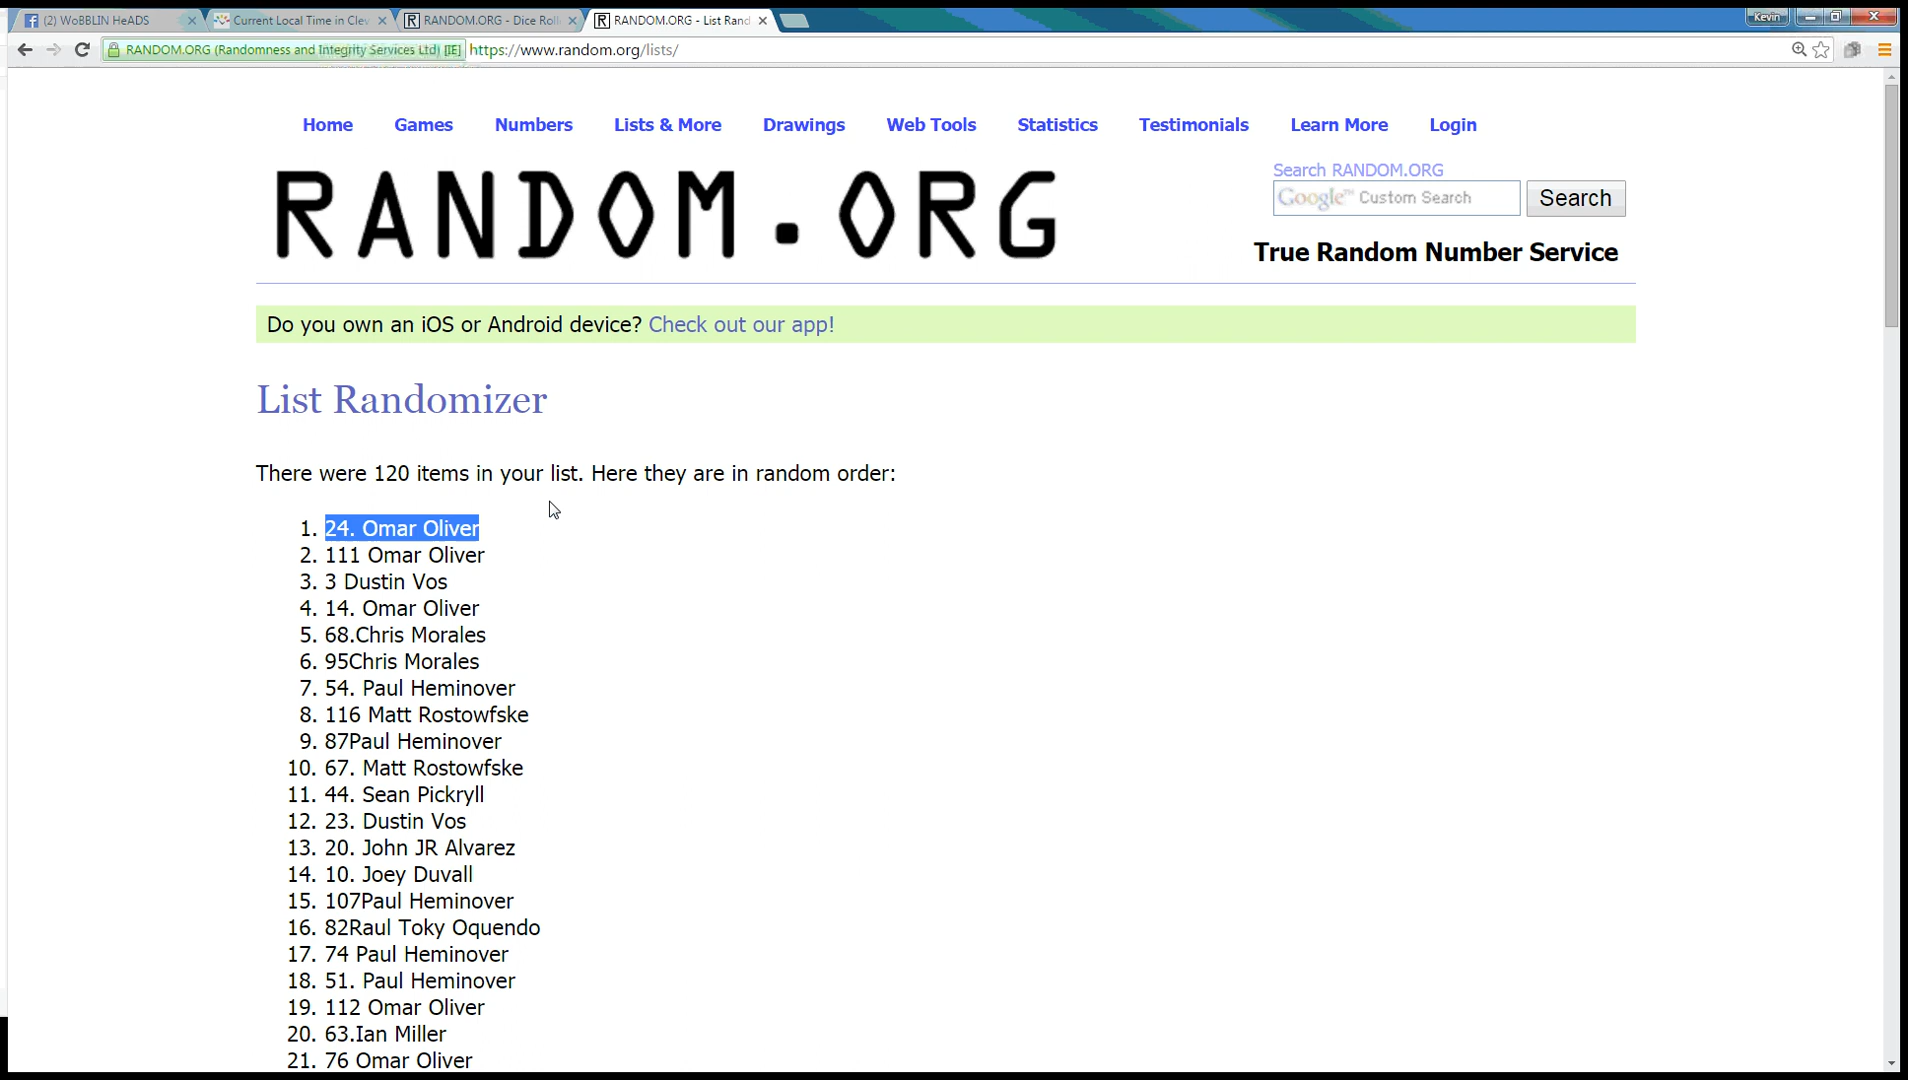 (2) WoBBLIN HeADS
Current Local Time in Clev
RANDOM.ORG - Dice Roll
RANDOM.ORG - List Rand
Kevin
RANDOM.ORG (Randomness and Integrity Services Ltd) [IE]
https://www.random.org/lists/
Home Games Numbers Lists & More Drawings Web Tools Statistics Testimonials Learn More Login
RANDOM.ORG
Search RANDOM.ORG
Google™ Custom Search
Search
True Random Number Service
Do you own an iOS or Android device? Check out our app!
List Randomizer
There were 120 items in your list. Here they are in random order:
1. 24. Omar Oliver
2. 111 Omar Oliver
3. 3 Dustin Vos
4. 14. Omar Oliver
5. 68.Chris Morales
6. 95Chris Morales
7. 54. Paul Heminover
8. 116 Matt Rostowfske
9. 87Paul Heminover
10. 67. Matt Rostowfske
11. 44. Sean Pickryll
12. 23. Dustin Vos
13. 20. John JR Alvarez
14. 10. Joey Duvall
15. 107Paul Heminover
16. 82Raul Toky Oquendo
17. 74 Paul Heminover
18. 51. Paul Heminover
19. 112 Omar Oliver
20. 63.Ian Miller
21. 76 Omar Oliver